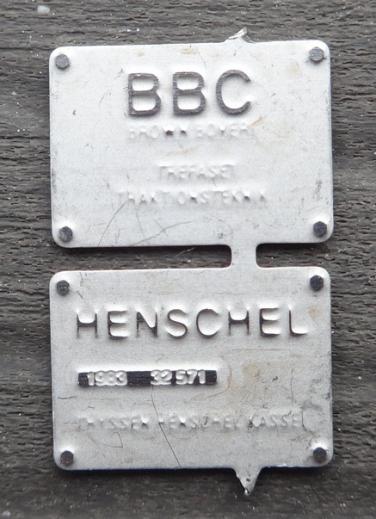 BBC
BROWN BOVERI
TREFASET
TRAKTIONSTEKNIK
HENSCHEL
1983 32571
THYSSEN HENSCHEL KASSEL